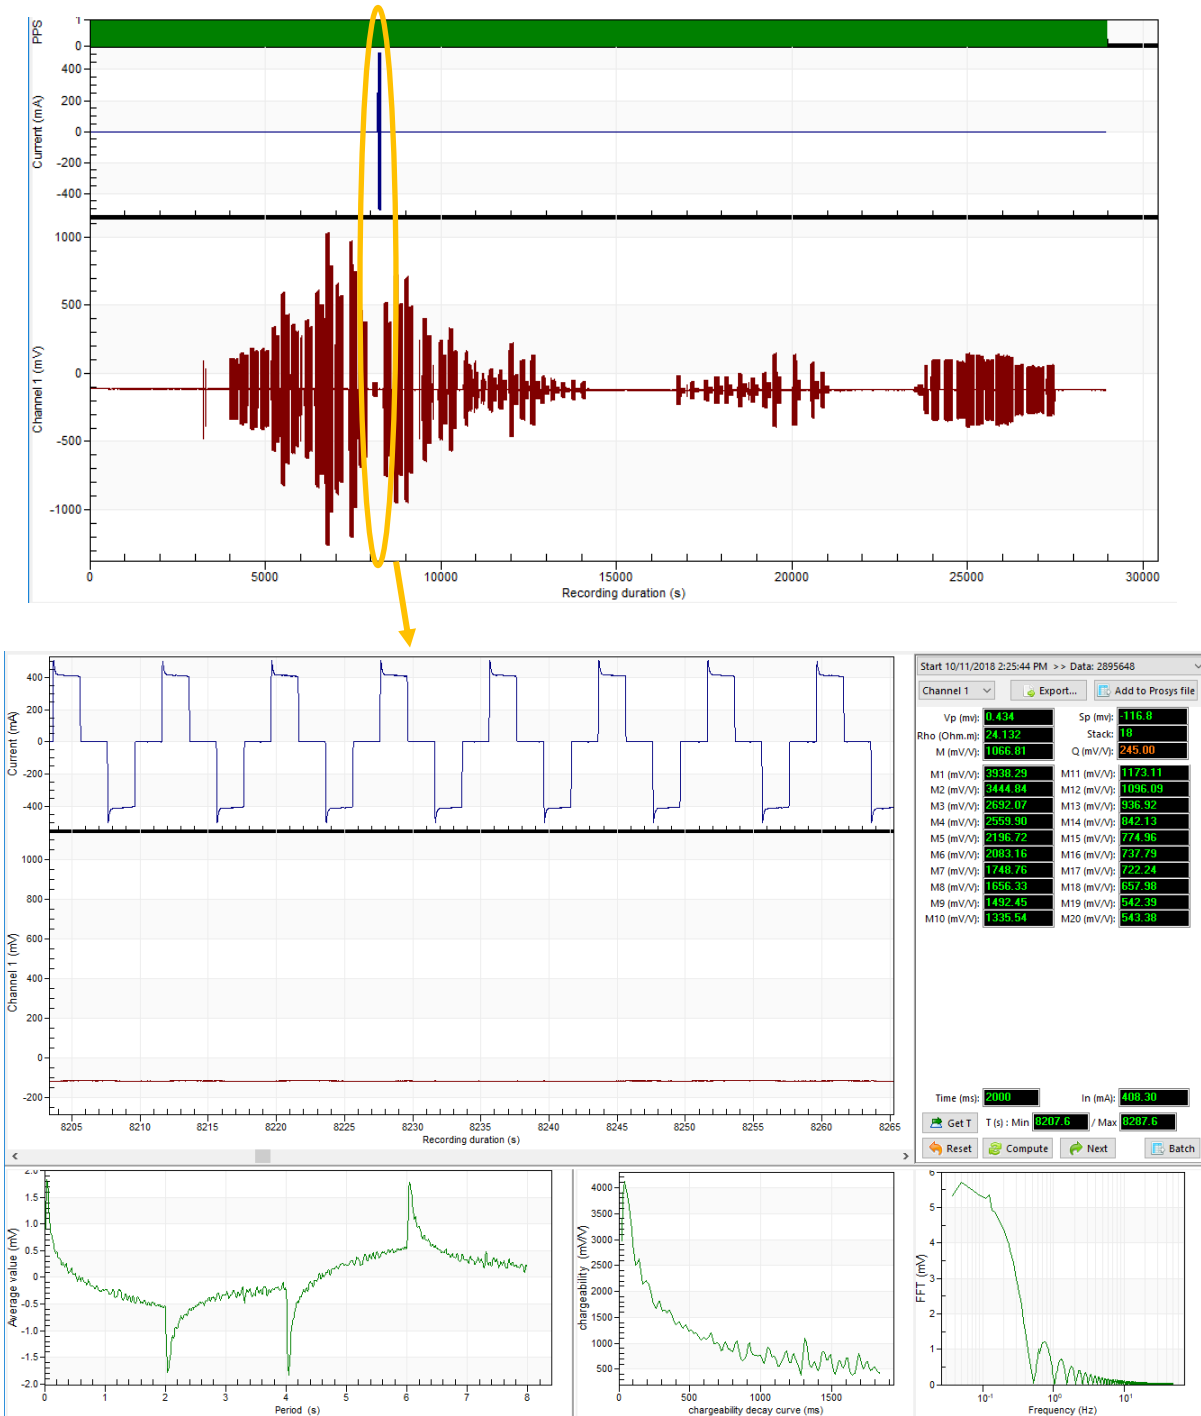 PPS
1
0
Current (mA)
400
200
0
-200
-400
Channel 1 (mV)
1000
500
0
-500
-1000
0 5000 10000 15000 20000 25000 30000
Recording duration (s)
Current (mA)
400
200
0
-200
-400
Channel 1 (mV)
1000
800
600
400
200
0
-200
8205 8210 8215 8220 8225 8230 8235 8240 8245 8250 8255 8260 8265
Recording duration (s)
Start 10/11/2018 2:25:44 PM >> Data: 2895648
Channel 1 Export... Add to Prosys file
Vp (mv): 0.434 Sp (mv): -116.8
Rho (Ohm.m): 24.132 Stack: 18
M (mV/V): 1066.81 Q (mV/V): 245.00
M1 (mV/V): 3938.29 M11 (mV/V): 1173.11
M2 (mV/V): 3444.84 M12 (mV/V): 1096.09
M3 (mV/V): 2692.07 M13 (mV/V): 936.92
M4 (mV/V): 2559.90 M14 (mV/V): 842.13
M5 (mV/V): 2196.72 M15 (mV/V): 774.96
M6 (mV/V): 2083.16 M16 (mV/V): 737.79
M7 (mV/V): 1748.76 M17 (mV/V): 722.24
M8 (mV/V): 1656.33 M18 (mV/V): 657.98
M9 (mV/V): 1492.45 M19 (mV/V): 542.39
M10 (mV/V): 1335.54 M20 (mV/V): 543.38
Time (ms): 2000 In (mA): 408.30
Get T T (s) : Min 8207.6 / Max 8287.6
Reset Compute Next Batch
Average value (mV)
2.0
1.5
1.0
0.5
0
-0.5
-1.0
-1.5
-2.0
0 2 4 6 8
Period (s)
chargeability (mV/V)
4000
3500
3000
2500
2000
1500
1000
500
0 500 1000 1500
chargeability decay curve (ms)
FFT (mV)
6
5
4
3
2
1
0
10⁻¹ 10⁰ 10¹
Frequency (Hz)